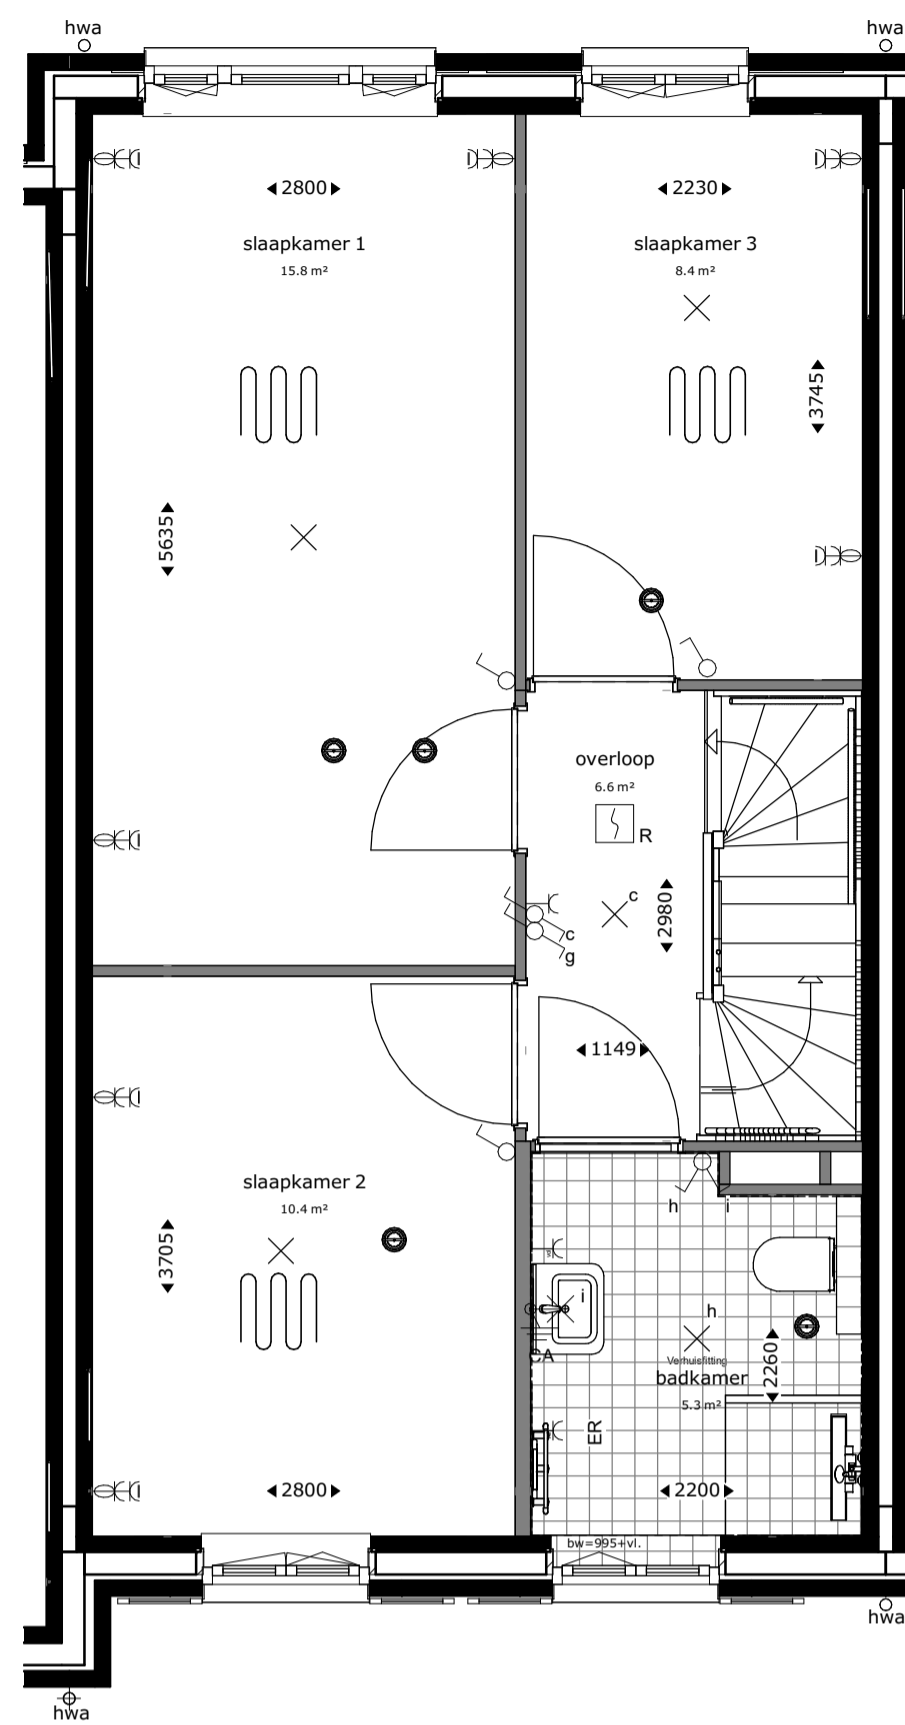 hwa
hwa
2800
2230
slaapkamer 1
15.8 m²
slaapkamer 3
8.4 m²
3745
5635
overloop
6.6 m²
R
c
2980
c
g
1149
slaapkamer 2
10.4 m²
h
i
3705
i
h
CA
Verhuisfitting
badkamer
2260
5.3 m²
ER
2800
2200
bw=995+vl.
hwa
hwa